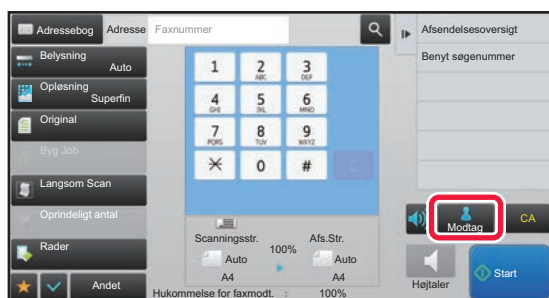 Adressebog
Adresse
Faxnummer
Afsendelsesoversigt
Belysning
Auto
Benyt søgenummer
Opløsning
Superfin
Original
Byg Job
Langsom Scan
Oprindeligt antal
Rader
Andet
1
2
ABC
3
DEF
4
GHI
5
JKL
6
MNO
7
PQRS
8
TUV
9
WXYZ
0
#
C
Scanningsstr.
100%
Afs.Str.
Auto
Auto
A4
A4
Hukommelse for faxmodt. : 100%
Modtag
CA
Højtaler
Start